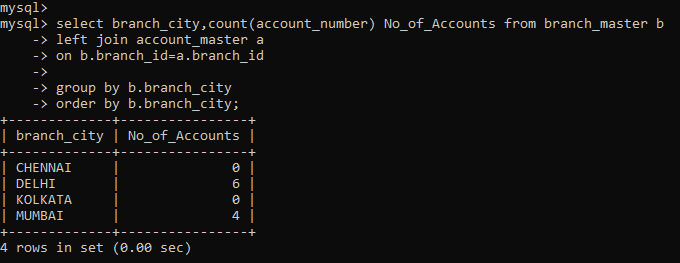 mysql>
mysql> select branch_city,count(account_number) No_of_Accounts from branch_master b
    -> left join account_master a
    -> on b.branch_id=a.branch_id
    ->
    -> group by b.branch_city
    -> order by b.branch_city;
+-------------+----------------+
| branch_city | No_of_Accounts |
+-------------+----------------+
| CHENNAI     |              0 |
| DELHI       |              6 |
| KOLKATA     |              0 |
| MUMBAI      |              4 |
+-------------+----------------+
4 rows in set (0.00 sec)